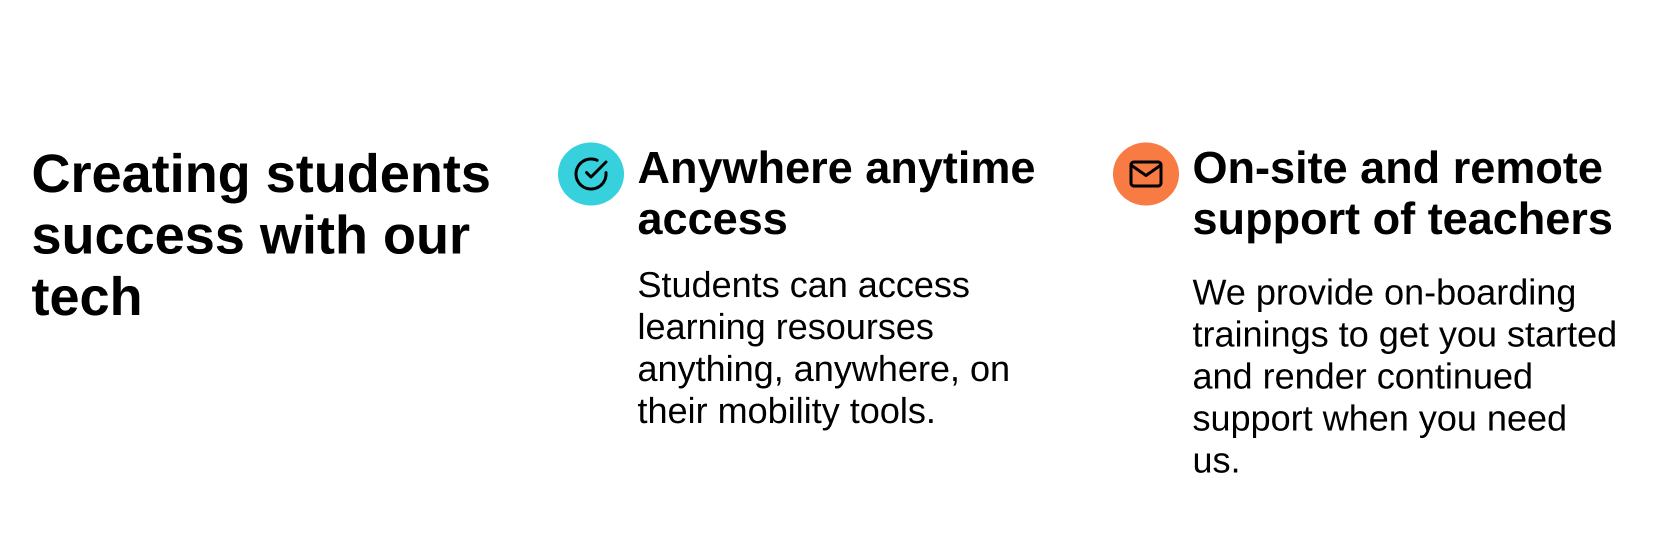 Creating students
success with our
tech
Anywhere anytime
access
Students can access
learning resourses
anything, anywhere, on
their mobility tools.
On-site and remote
support of teachers
We provide on-boarding
trainings to get you started
and render continued
support when you need
us.